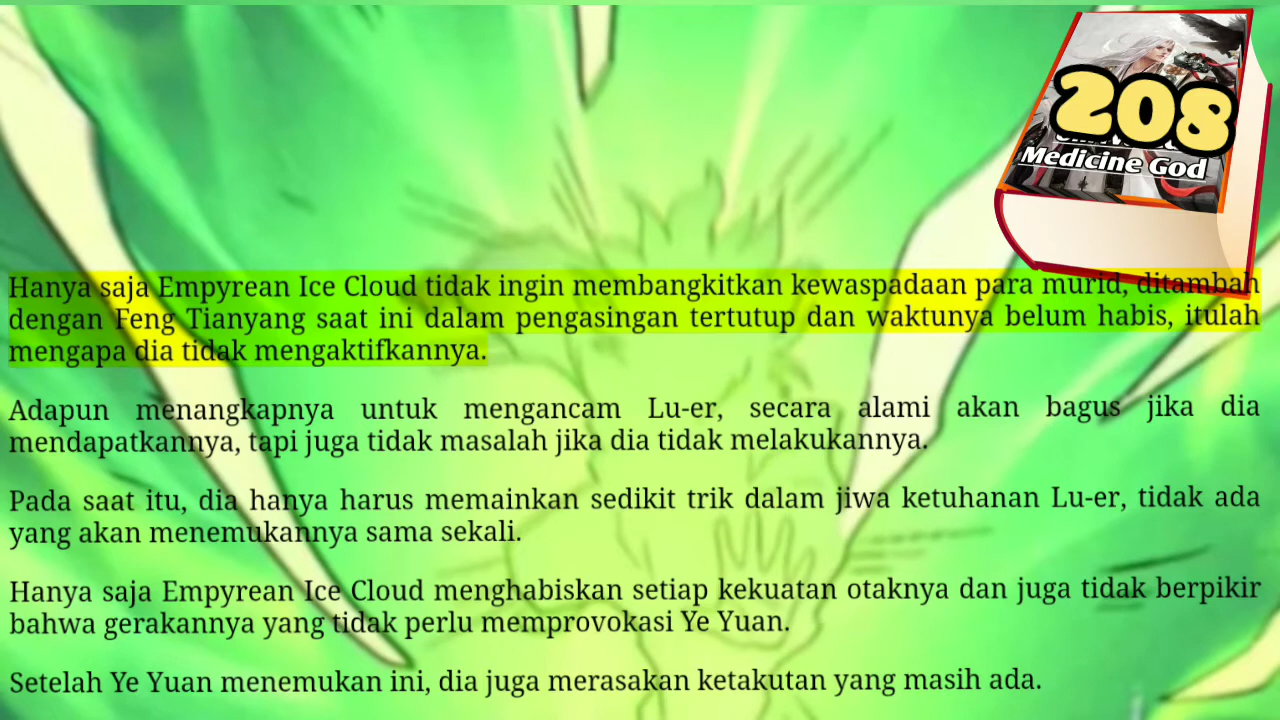 208
Medicine God
Hanya saja Empyrean Ice Cloud tidak ingin membangkitkan kewaspadaan para murid, ditambah
dengan Feng Tianyang saat ini dalam pengasingan tertutup dan waktunya belum habis, itulah
mengapa dia tidak mengaktifkannya.
Adapun menangkapnya untuk mengancam Lu-er, secara alami akan bagus jika dia
mendapatkannya, tapi juga tidak masalah jika dia tidak melakukannya.
Pada saat itu, dia hanya harus memainkan sedikit trik dalam jiwa ketuhanan Lu-er, tidak ada
yang akan menemukannya sama sekali.
Hanya saja Empyrean Ice Cloud menghabiskan setiap kekuatan otaknya dan juga tidak berpikir
bahwa gerakannya yang tidak perlu memprovokasi Ye Yuan.
Setelah Ye Yuan menemukan ini, dia juga merasakan ketakutan yang masih ada.